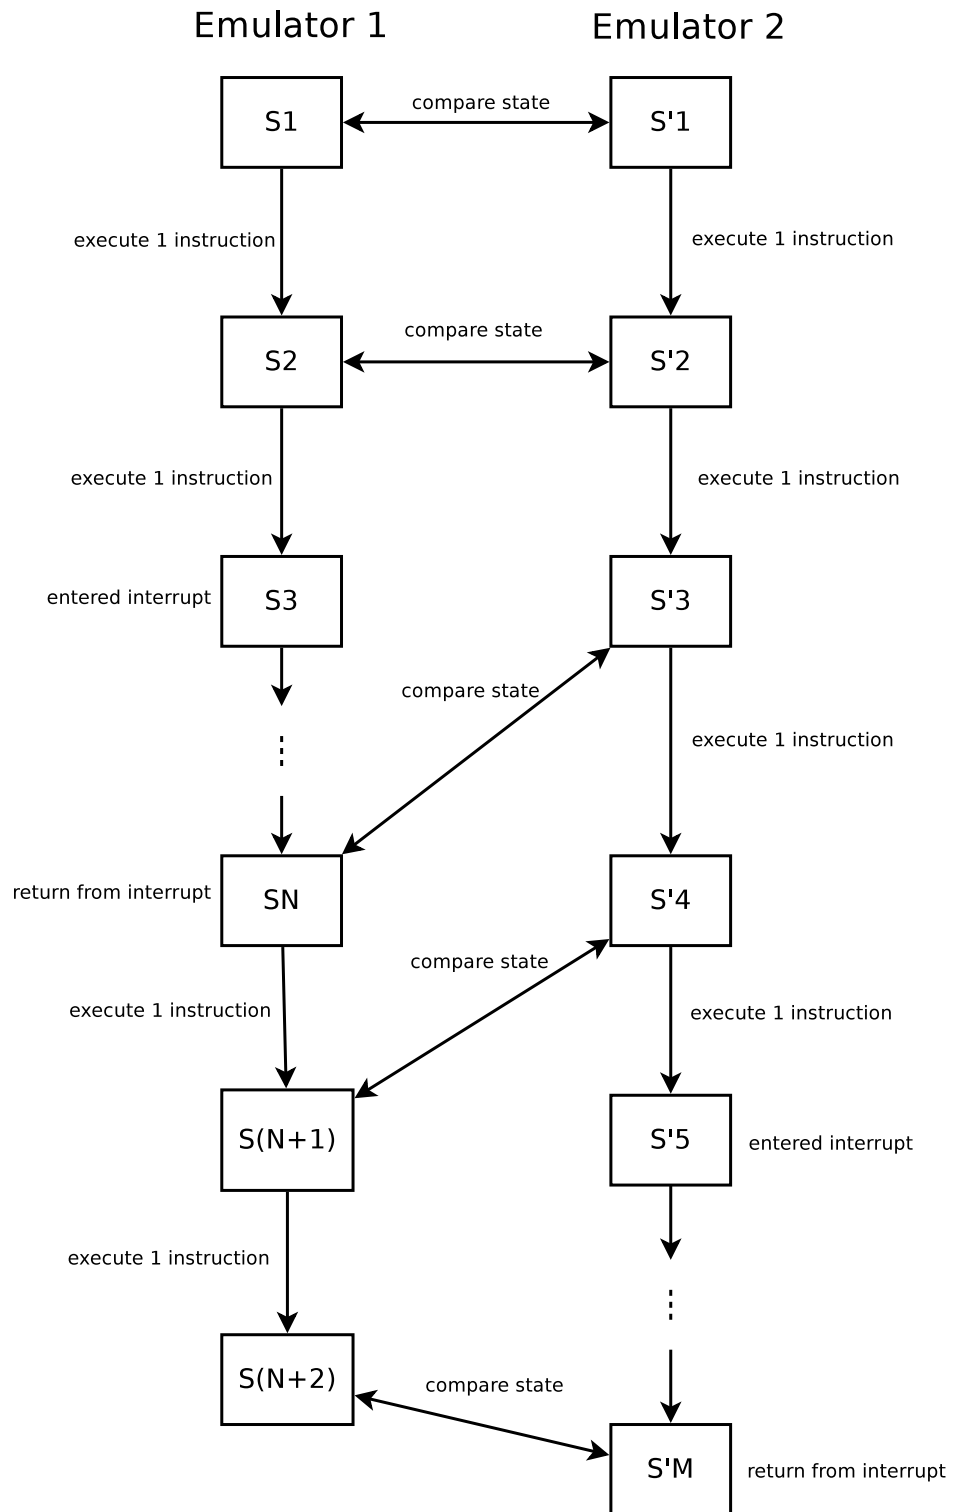 Emulator 1
Emulator 2
compare state
S1
S'1
execute 1 instruction
execute 1 instruction
compare state
S2
S'2
execute 1 instruction
execute 1 instruction
entered interrupt
S3
S'3
compare state
execute 1 instruction
return from interrupt
SN
S'4
compare state
execute 1 instruction
execute 1 instruction
S(N+1)
S'5
entered interrupt
execute 1 instruction
S(N+2)
compare state
S'M
return from interrupt